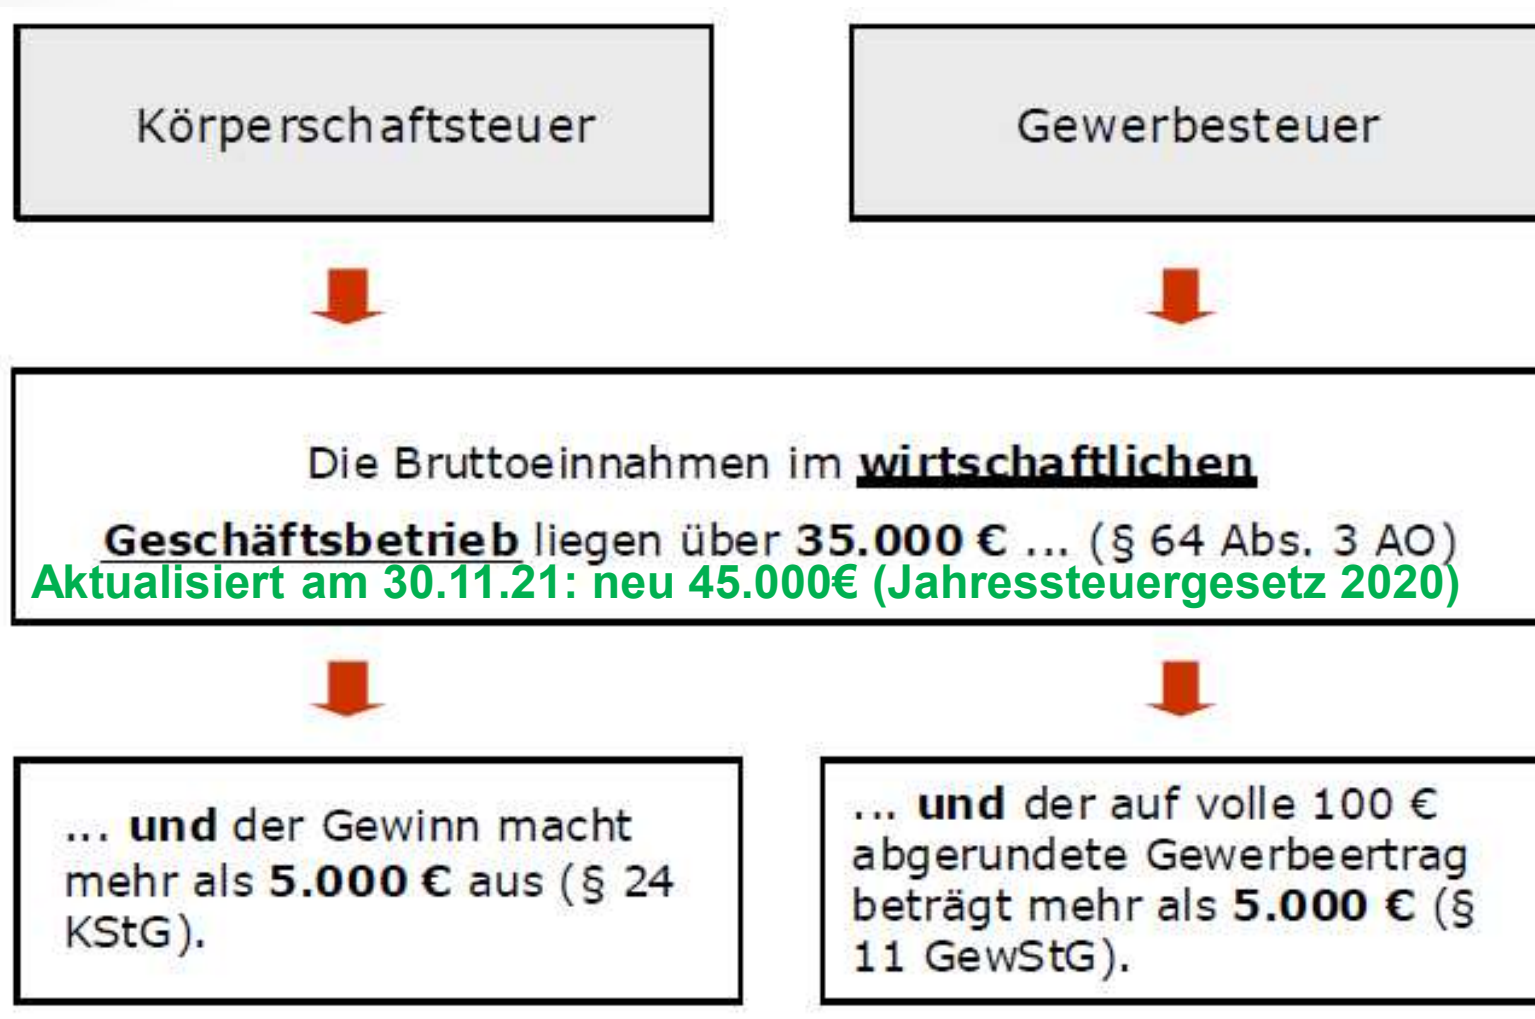 Körperschaftsteuer
Gewerbesteuer
Die Bruttoeinnahmen im wirtschaftlichen
Geschäftsbetrieb liegen über 35.000 € ... (§ 64 Abs. 3 AO)
Aktualisiert am 30.11.21: neu 45.000€ (Jahressteuergesetz 2020)
... und der Gewinn macht
mehr als 5.000 € aus (§ 24
KStG).
... und der auf volle 100 €
abgerundete Gewerbeertrag
beträgt mehr als 5.000 € (§
11 GewStG).